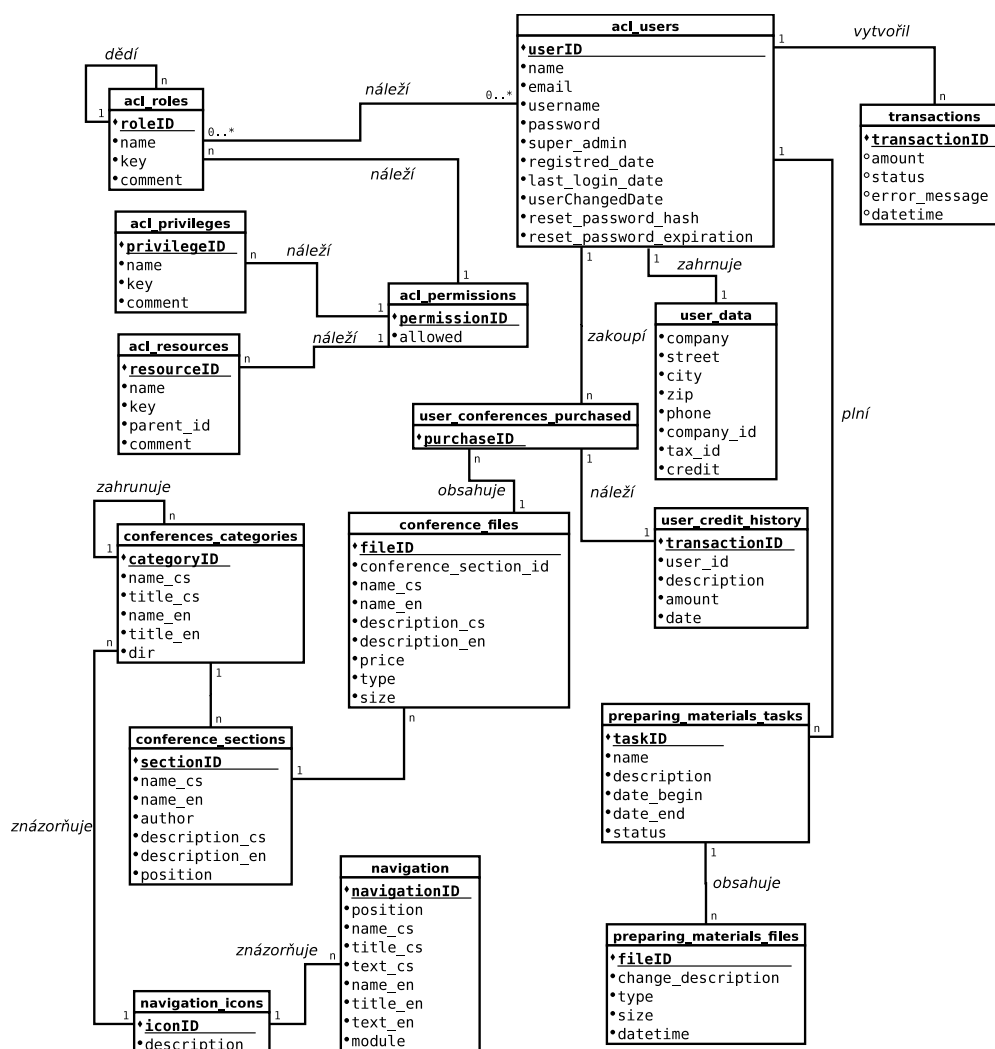 acl_users
userID
name
email
username
password
super_admin
registred_date
last_login_date
userChangedDate
reset_password_hash
reset_password_expiration
1
vytvořil
n
transactions
transactionID
amount
status
error_message
datetime
dědí
n
1
acl_roles
roleID
name
key
comment
0..*
náleží
0..*
n
náleží
1
acl_privileges
privilegeID
name
key
comment
n
náleží
1
acl_permissions
permissionID
allowed
acl_resources
resourceID
name
key
parent_id
comment
n
náleží
1
1
zahrnuje
1
user_data
company
street
city
zip
phone
company_id
tax_id
credit
1
zakoupí
n
user_conferences_purchased
purchaseID
1
plní
n
n
obsahuje
1
1
náleží
1
user_credit_history
transactionID
user_id
description
amount
date
zahrunuje
n
1
conferences_categories
categoryID
name_cs
title_cs
name_en
title_en
dir
n
conference_files
fileID
conference_section_id
name_cs
name_en
description_cs
description_en
price
type
size
1
n
n
1
conference_sections
sectionID
name_cs
name_en
author
description_cs
description_en
position
preparing_materials_tasks
taskID
name
description
date_begin
date_end
status
1
obsahuje
n
preparing_materials_files
fileID
change_description
type
size
datetime
znázorňuje
navigation
navigationID
position
name_cs
title_cs
text_cs
name_en
title_en
text_en
module
znázorňuje
n
1
1
navigation_icons
iconID
description